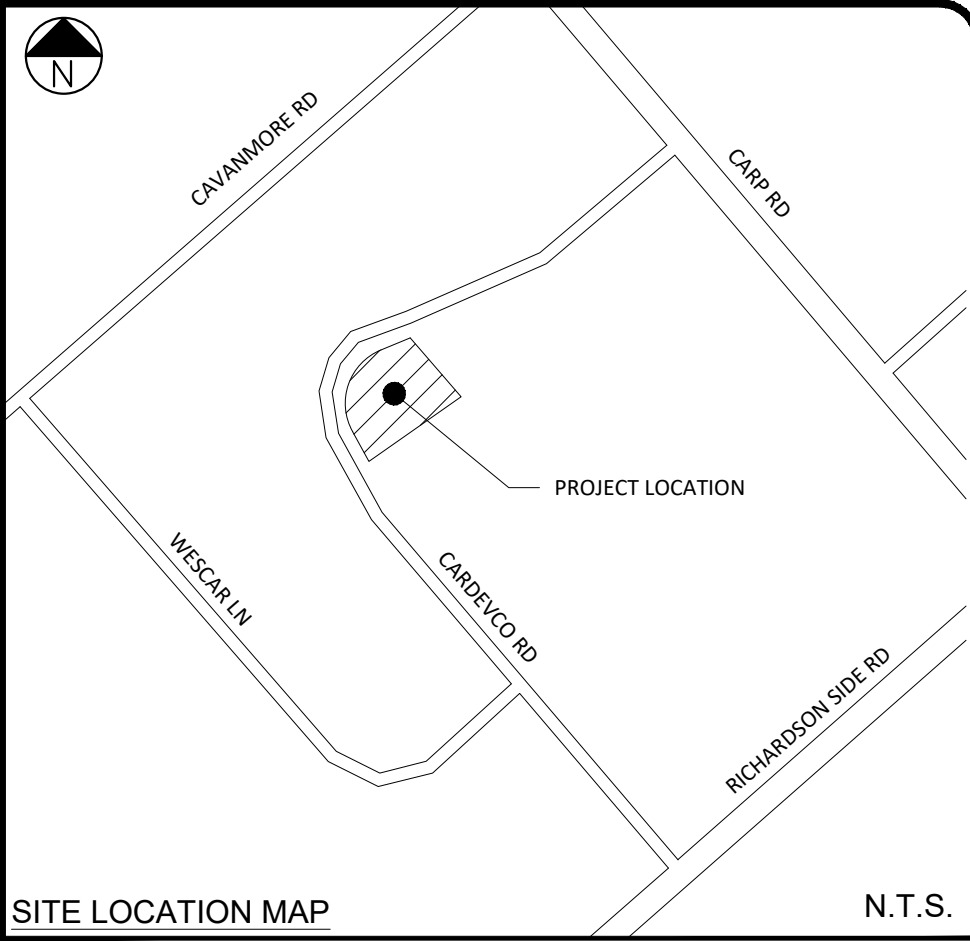 N
CAVANMORE RD
CARP RD
PROJECT LOCATION
WESCAR LN
CARDEVCO RD
RICHARDSON SIDE RD
SITE LOCATION MAP
N.T.S.